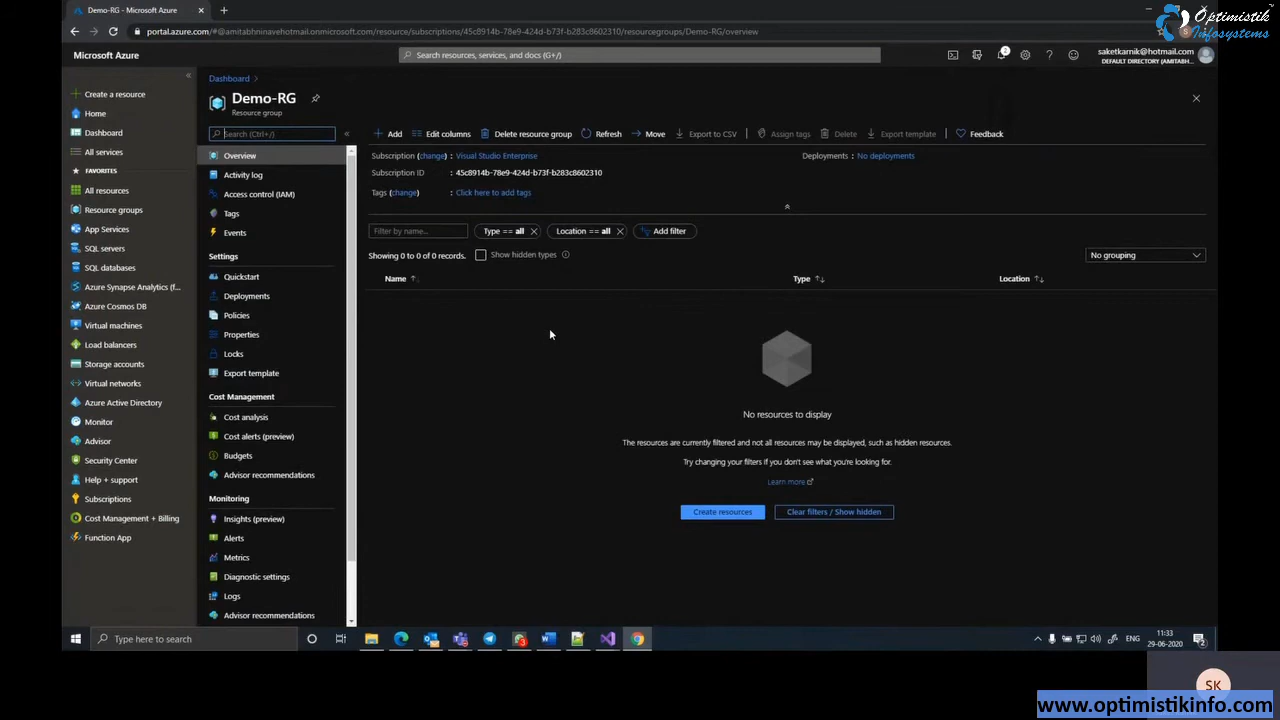 Demo-RG - Microsoft Azure
portal.azure.com/#@amitabhninavehotmail.onmicrosoft.com/resource/subscriptions/45c8914b-78e9-424d-b73f-b283c8602310/resourcegroups/Demo-RG/overview
Optimistik
Infosystems
Microsoft Azure
Search resources, services, and docs (G+/)
2
saketkarnik@hotmail.com
DEFAULT DIRECTORY (AMITABH...
Create a resource
Home
Dashboard
All services
FAVORITES
All resources
Resource groups
App Services
SQL servers
SQL databases
Azure Synapse Analytics (f...
Azure Cosmos DB
Virtual machines
Load balancers
Storage accounts
Virtual networks
Azure Active Directory
Monitor
Advisor
Security Center
Help + support
Subscriptions
Cost Management + Billing
Function App
Dashboard >
Demo-RG
Resource group
Search (Ctrl+/)
Overview
Activity log
Access control (IAM)
Tags
Events
Settings
Quickstart
Deployments
Policies
Properties
Locks
Export template
Cost Management
Cost analysis
Cost alerts (preview)
Budgets
Advisor recommendations
Monitoring
Insights (preview)
Alerts
Metrics
Diagnostic settings
Logs
Advisor recommendations
Add Edit columns Delete resource group Refresh Move Export to CSV Assign tags Delete Export template Feedback
Subscription (change) : Visual Studio Enterprise
Deployments : No deployments
Subscription ID : 45c8914b-78e9-424d-b73f-b283c8602310
Tags (change) : Click here to add tags
Filter by name... Type == all Location == all Add filter
Showing 0 to 0 of 0 records. Show hidden types
No grouping
Name Type Location
No resources to display
The resources are currently filtered and not all resources may be displayed, such as hidden resources.
Try changing your filters if you don't see what you're looking for.
Learn more
Create resources Clear filters / Show hidden
Type here to search
3
ENG
11:33
29-06-2020
2
SK
www.optimistikinfo.com